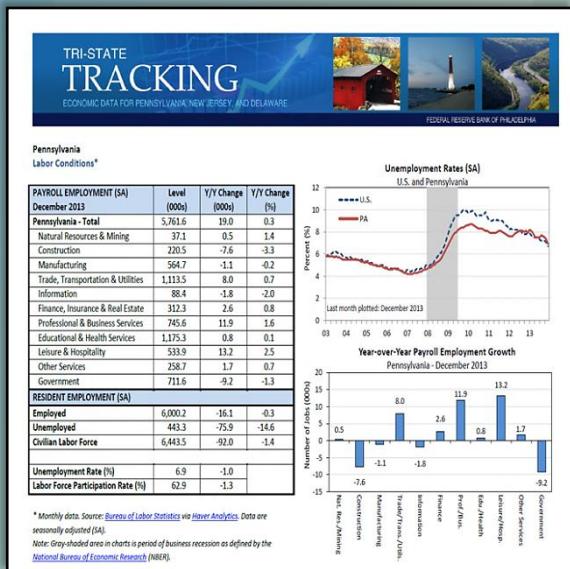 TRI-STATE
TRACKING
ECONOMIC DATA FOR PENNSYLVANIA, NEW JERSEY, AND DELAWARE
FEDERAL RESERVE BANK OF PHILADELPHIA
Pennsylvania
Labor Conditions*
PAYROLL EMPLOYMENT (SA) Level Y/Y Change Y/Y Change
December 2013 (000s) (000s) (%)
Pennsylvania - Total 5,761.6 19.0 0.3
Natural Resources & Mining 37.1 0.5 1.4
Construction 220.5 -7.6 -3.3
Manufacturing 564.7 -1.1 -0.2
Trade, Transportation & Utilities 1,113.5 8.0 0.7
Information 88.4 -1.8 -2.0
Finance, Insurance & Real Estate 312.3 2.6 0.8
Professional & Business Services 745.6 11.9 1.6
Educational & Health Services 1,175.3 0.8 0.1
Leisure & Hospitality 533.9 13.2 2.5
Other Services 258.7 1.7 0.7
Government 711.6 -9.2 -1.3
RESIDENT EMPLOYMENT (SA)
Employed 6,000.2 -16.1 -0.3
Unemployed 443.3 -75.9 -14.6
Civilian Labor Force 6,443.5 -92.0 -1.4
Unemployment Rate (%) 6.9 -1.0
Labor Force Participation Rate (%) 62.9 -1.3
* Monthly data. Source: Bureau of Labor Statistics via Haver Analytics. Data are
seasonally adjusted (SA).
Note: Gray-shaded area in charts is period of business recession as defined by the
National Bureau of Economic Research (NBER).
Unemployment Rates (SA)
U.S. and Pennsylvania
Percent (%)
12
10
8
6
4
2
0
U.S.
PA
Last month plotted: December 2013
03 04 05 06 07 08 09 10 11 12 13
Year-over-Year Payroll Employment Growth
Pennsylvania - December 2013
Number of Jobs (000s)
20
15
10
5
0
-5
-10
-15
0.5 -7.6 -1.1 8.0 -1.8 2.6 11.9 0.8 13.2 1.7 -9.2
Nat. Res./Mining
Construction
Manufacturing
Trade/Trans./Utils.
Information
Finance
Prof./Bus.
Edu./Health
Leisure/Hosp.
Other Services
Government